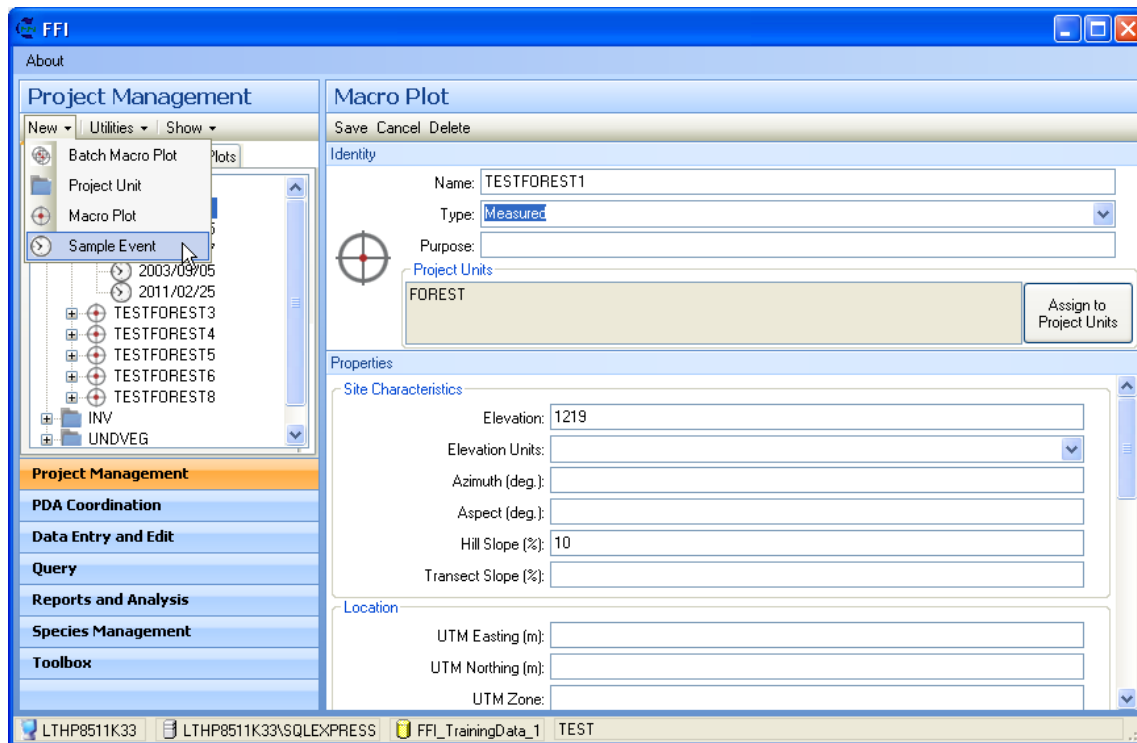 FFI
About
Project Management
New Utilities Show
Batch Macro Plot
Plots
Project Unit
Macro Plot
Sample Event
2003/09/05
2011/02/25
TESTFOREST3
TESTFOREST4
TESTFOREST5
TESTFOREST6
TESTFOREST8
INV
UNDVEG
Project Management
PDA Coordination
Data Entry and Edit
Query
Reports and Analysis
Species Management
Toolbox
Macro Plot
Save Cancel Delete
Identity
Name: TESTFOREST1
Type: Measured
Purpose:
Project Units
FOREST
Assign to
Project Units
Properties
Site Characteristics
Elevation: 1219
Elevation Units:
Azimuth (deg.):
Aspect (deg.):
Hill Slope (%): 10
Transect Slope (%):
Location
UTM Easting (m):
UTM Northing (m):
UTM Zone:
LTHP8511K33 LTHP8511K33\SQLEXPRESS FFI_TrainingData_1 TEST